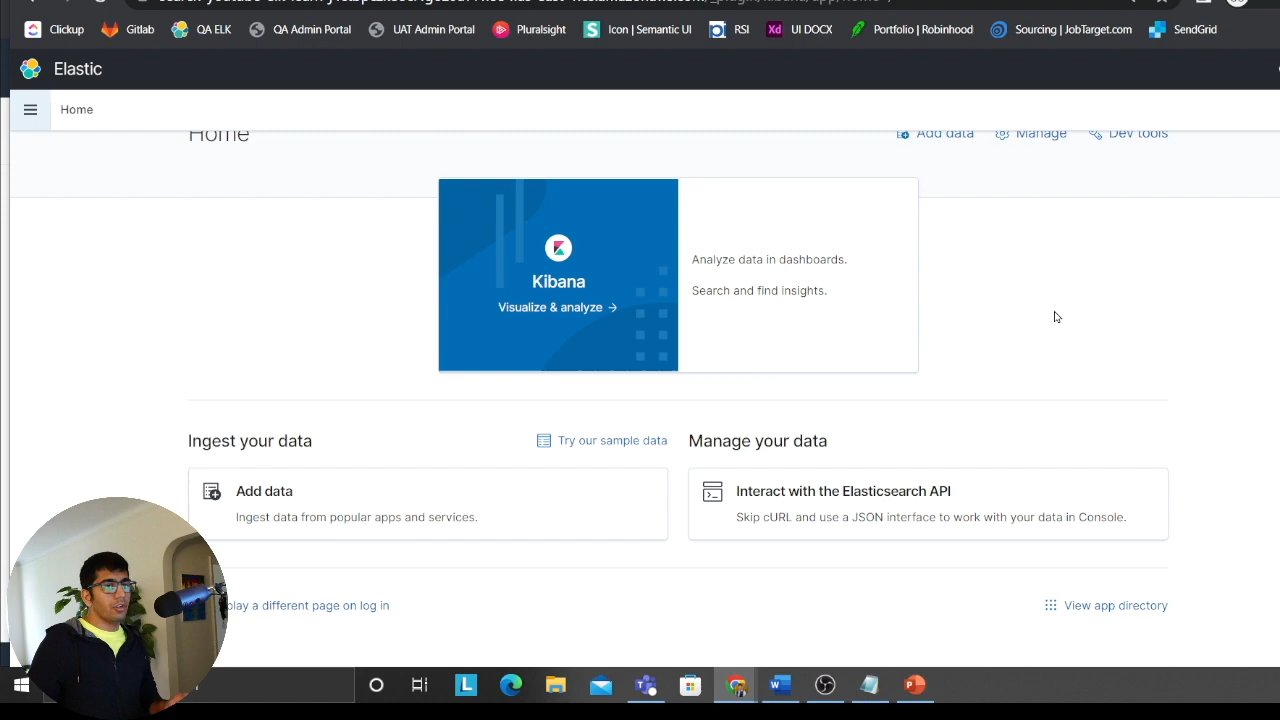 Clickup Gitlab QA ELK QA Admin Portal UAT Admin Portal Pluralsight Icon | Semantic UI RSI Xd UI DOCX Portfolio | Robinhood Sourcing | JobTarget.com SendGrid
Elastic
Home
Home Add data Manage Dev tools
Kibana
Visualize & analyze →
Analyze data in dashboards.
Search and find insights.
Ingest your data Try our sample data Manage your data
Add data
Ingest data from popular apps and services.
Interact with the Elasticsearch API
Skip cURL and use a JSON interface to work with your data in Console.
a different page on log in View app directory